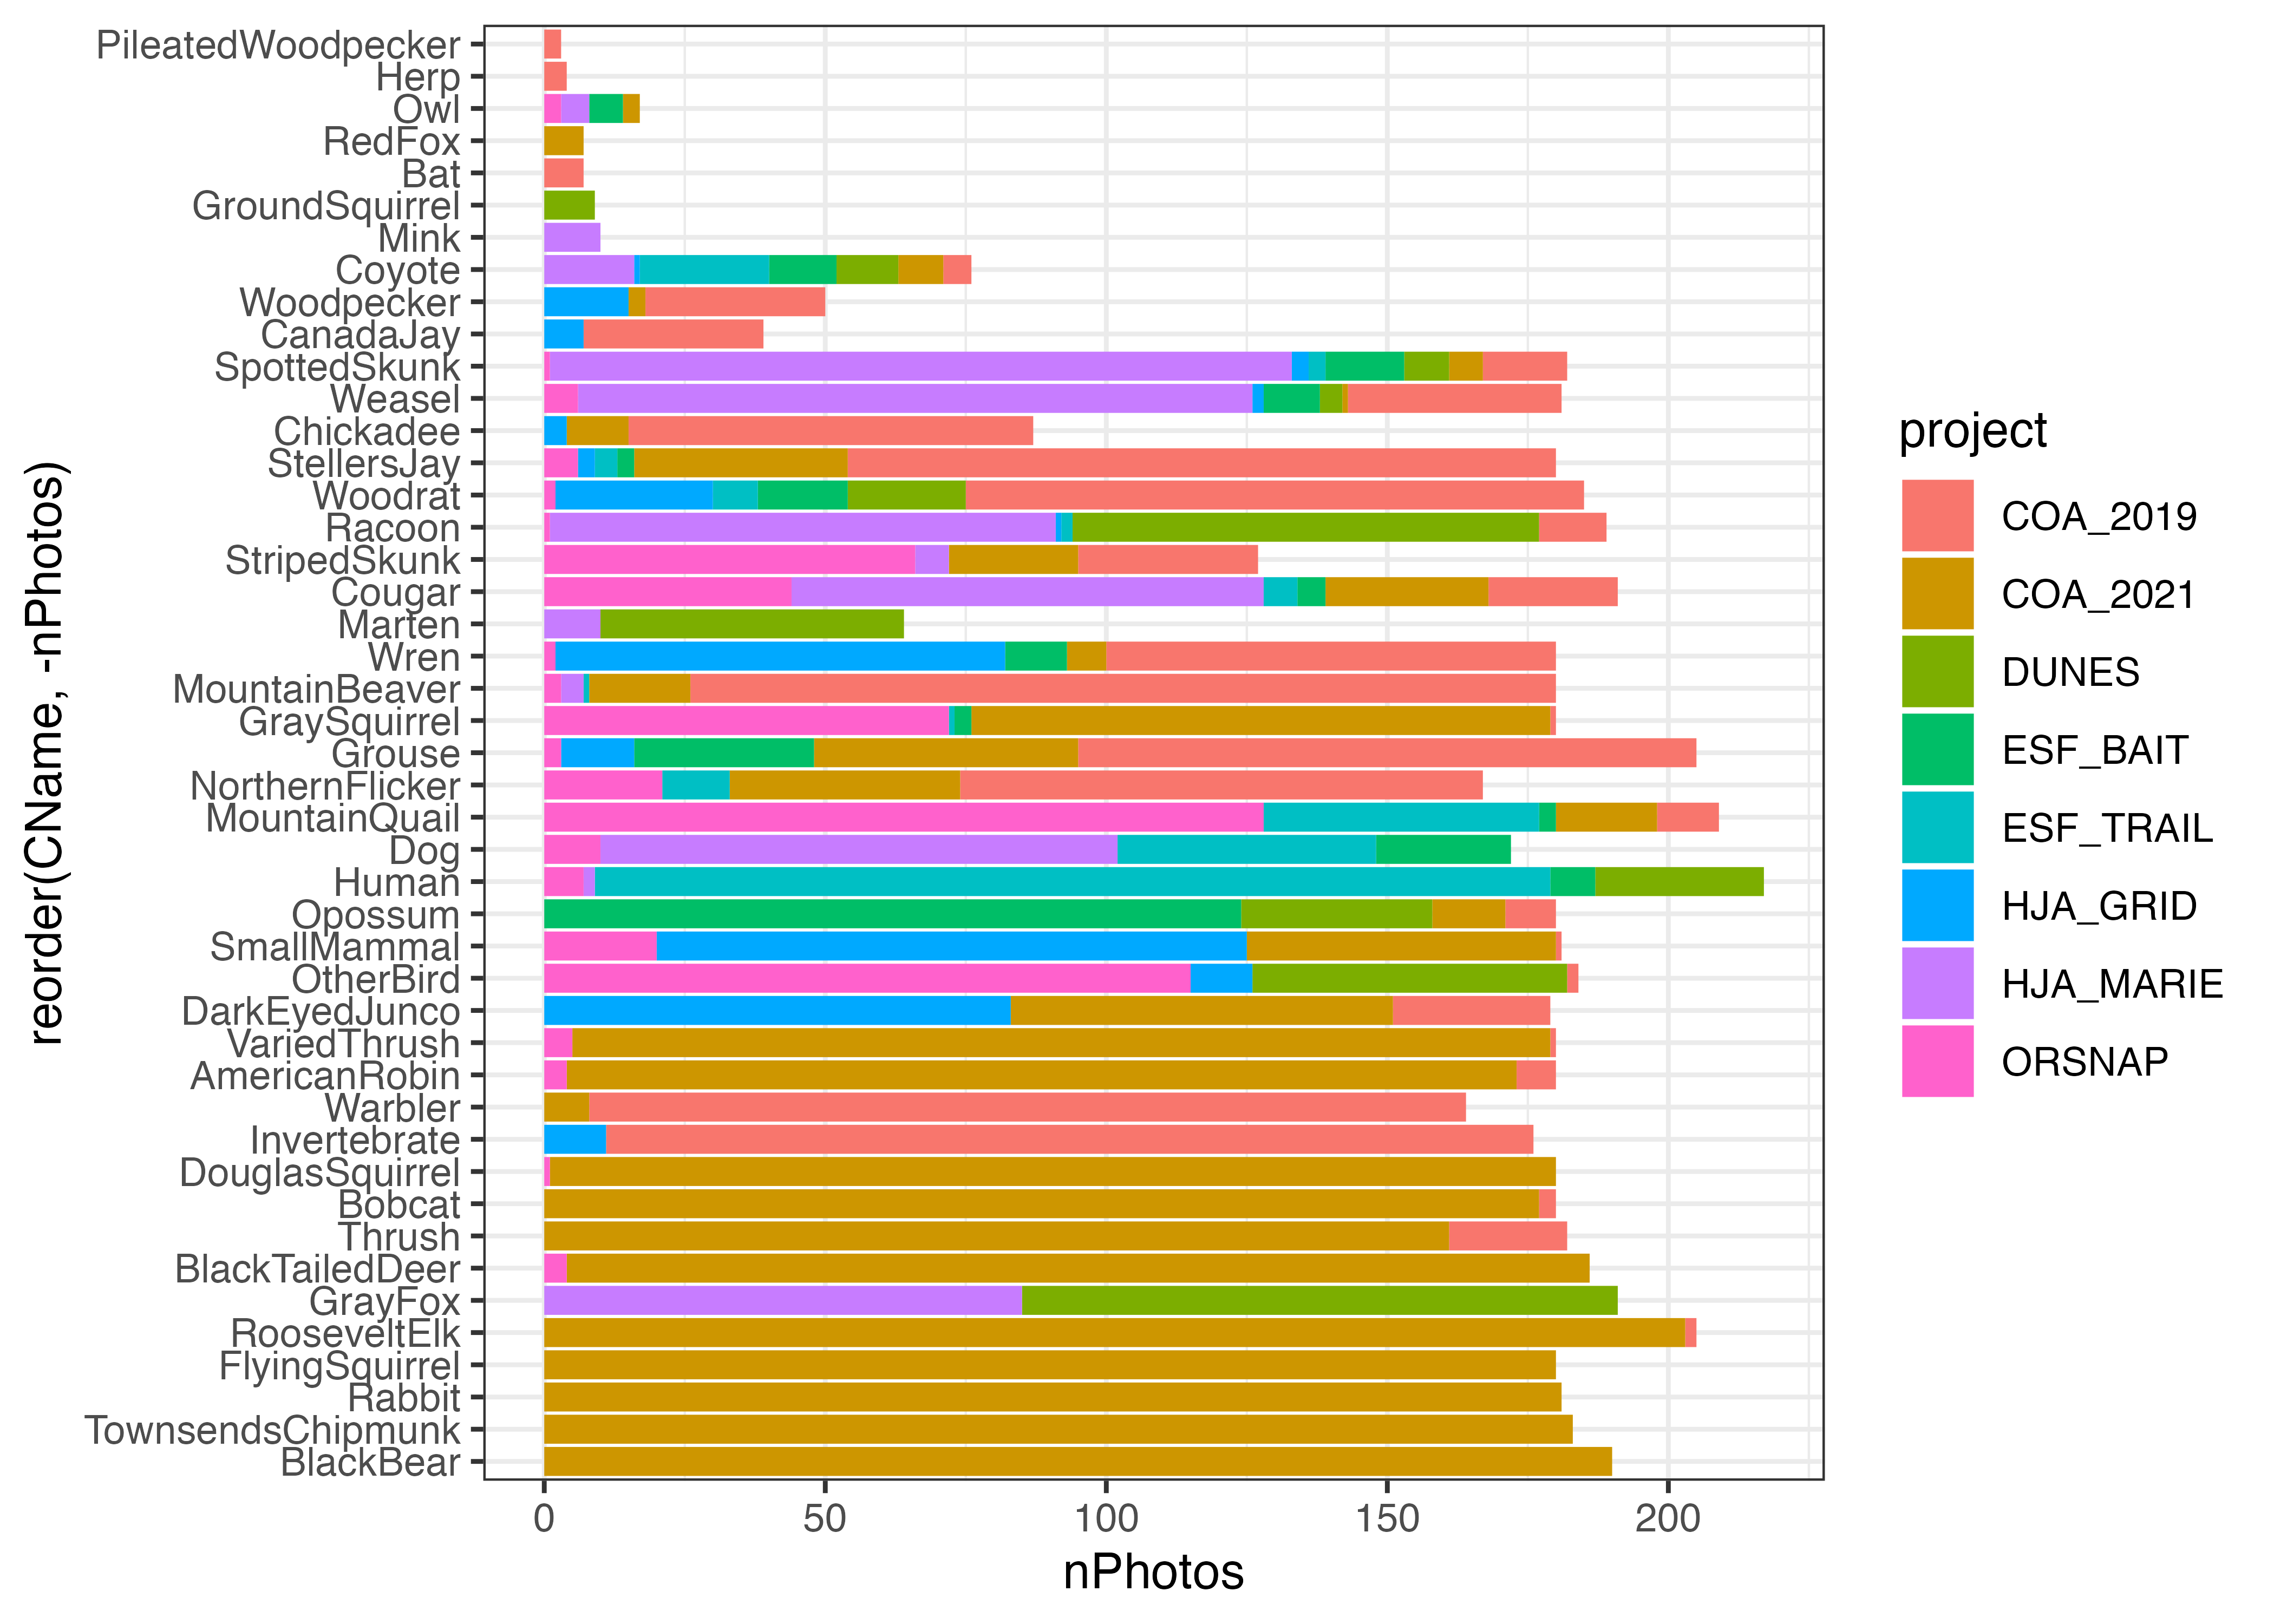 PileatedWoodpecker
Herp
Owl
RedFox
Bat
GroundSquirrel
Mink
Coyote
Woodpecker
CanadaJay
SpottedSkunk
Weasel
Chickadee
StellersJay
Woodrat
Racoon
StripedSkunk
Cougar
Marten
Wren
MountainBeaver
GraySquirrel
Grouse
NorthernFlicker
MountainQuail
Dog
Human
Opossum
SmallMammal
OtherBird
DarkEyedJunco
VariedThrush
AmericanRobin
Warbler
Invertebrate
DouglasSquirrel
Bobcat
Thrush
BlackTailedDeer
GrayFox
RooseveltElk
FlyingSquirrel
Rabbit
TownsendsChipmunk
BlackBear
reorder(CName, -nPhotos)
0 50 100 150 200
nPhotos
project
COA_2019
COA_2021
DUNES
ESF_BAIT
ESF_TRAIL
HJA_GRID
HJA_MARIE
ORSNAP